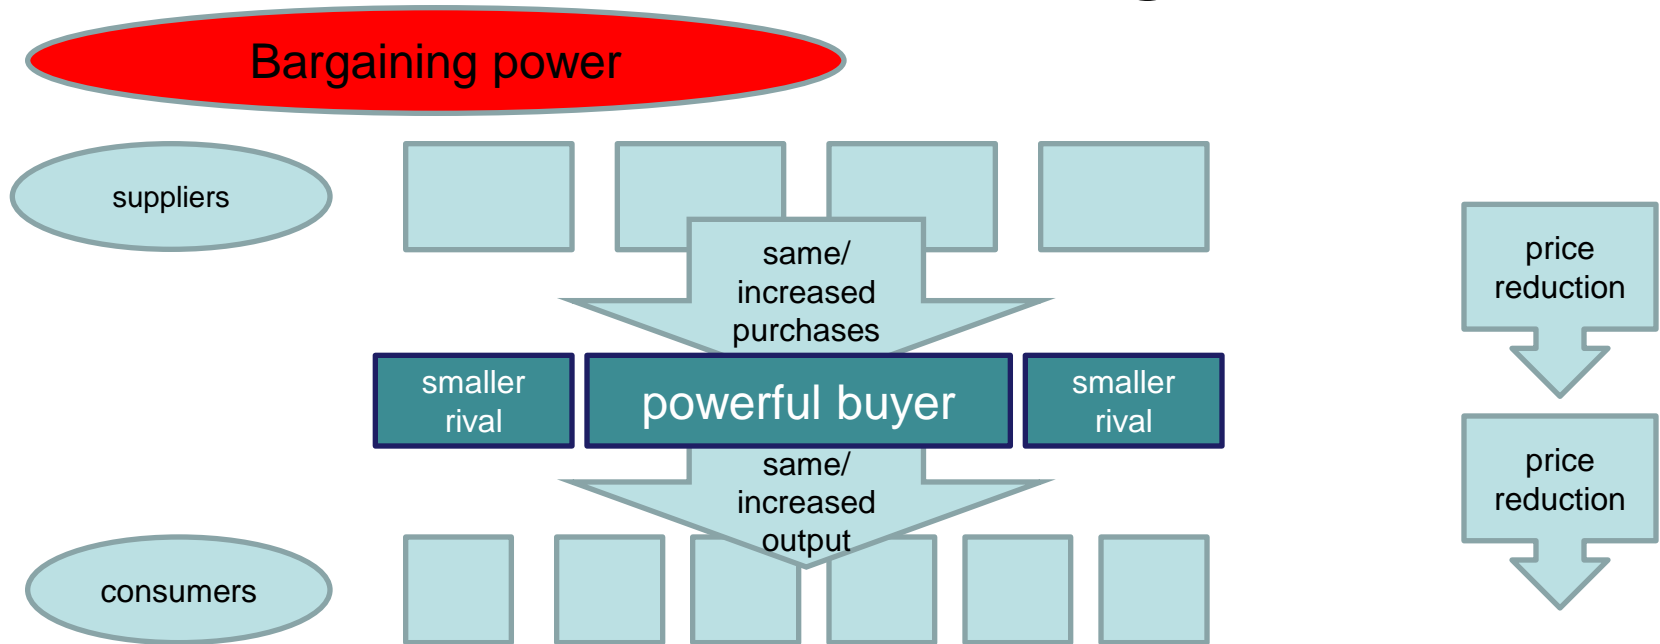 Bargaining power
suppliers
same/
increased
purchases
price
reduction
smaller
rival
powerful buyer
smaller
rival
same/
increased
output
price
reduction
consumers